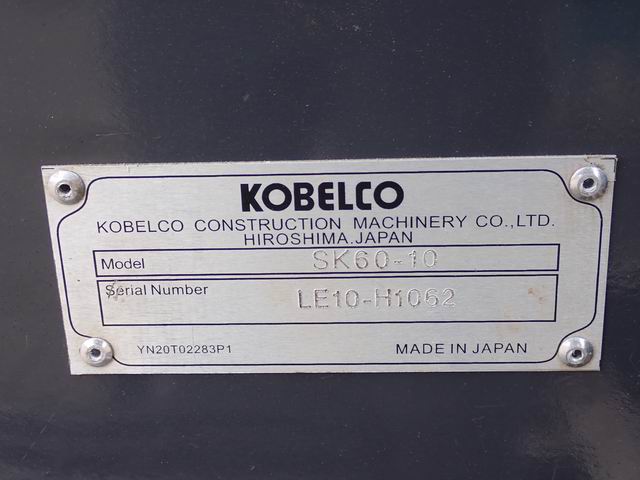 KOBELCO
KOBELCO CONSTRUCTION MACHINERY CO.,LTD.
HIROSHIMA.JAPAN
Model SK60-10
Serial Number LE10-H1062
YN20T02283P1 MADE IN JAPAN